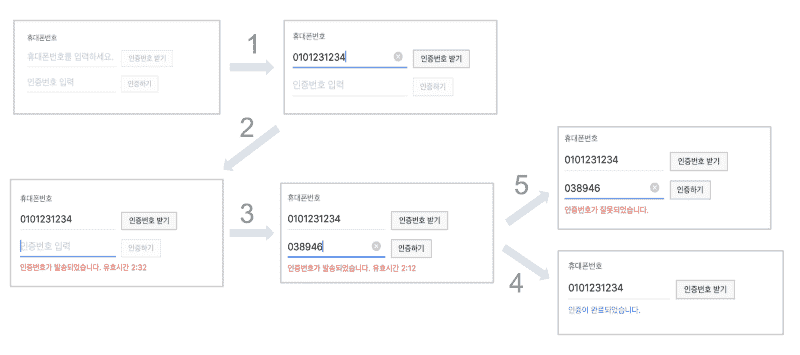 휴대폰번호
휴대폰번호를 입력하세요.
인증번호 받기
인증번호 입력
인증하기
1
휴대폰번호
0101231234
인증번호 받기
인증번호 입력
인증하기
2
휴대폰번호
0101231234
인증번호 받기
인증번호 입력
인증하기
인증번호가 발송되었습니다. 유효시간 2:32
3
휴대폰번호
0101231234
인증번호 받기
038946
인증하기
인증번호가 발송되었습니다. 유효시간 2:12
5
휴대폰번호
0101231234
인증번호 받기
038946
인증하기
인증번호가 잘못되었습니다.
4
휴대폰번호
0101231234
인증번호 받기
인증이 완료되었습니다.